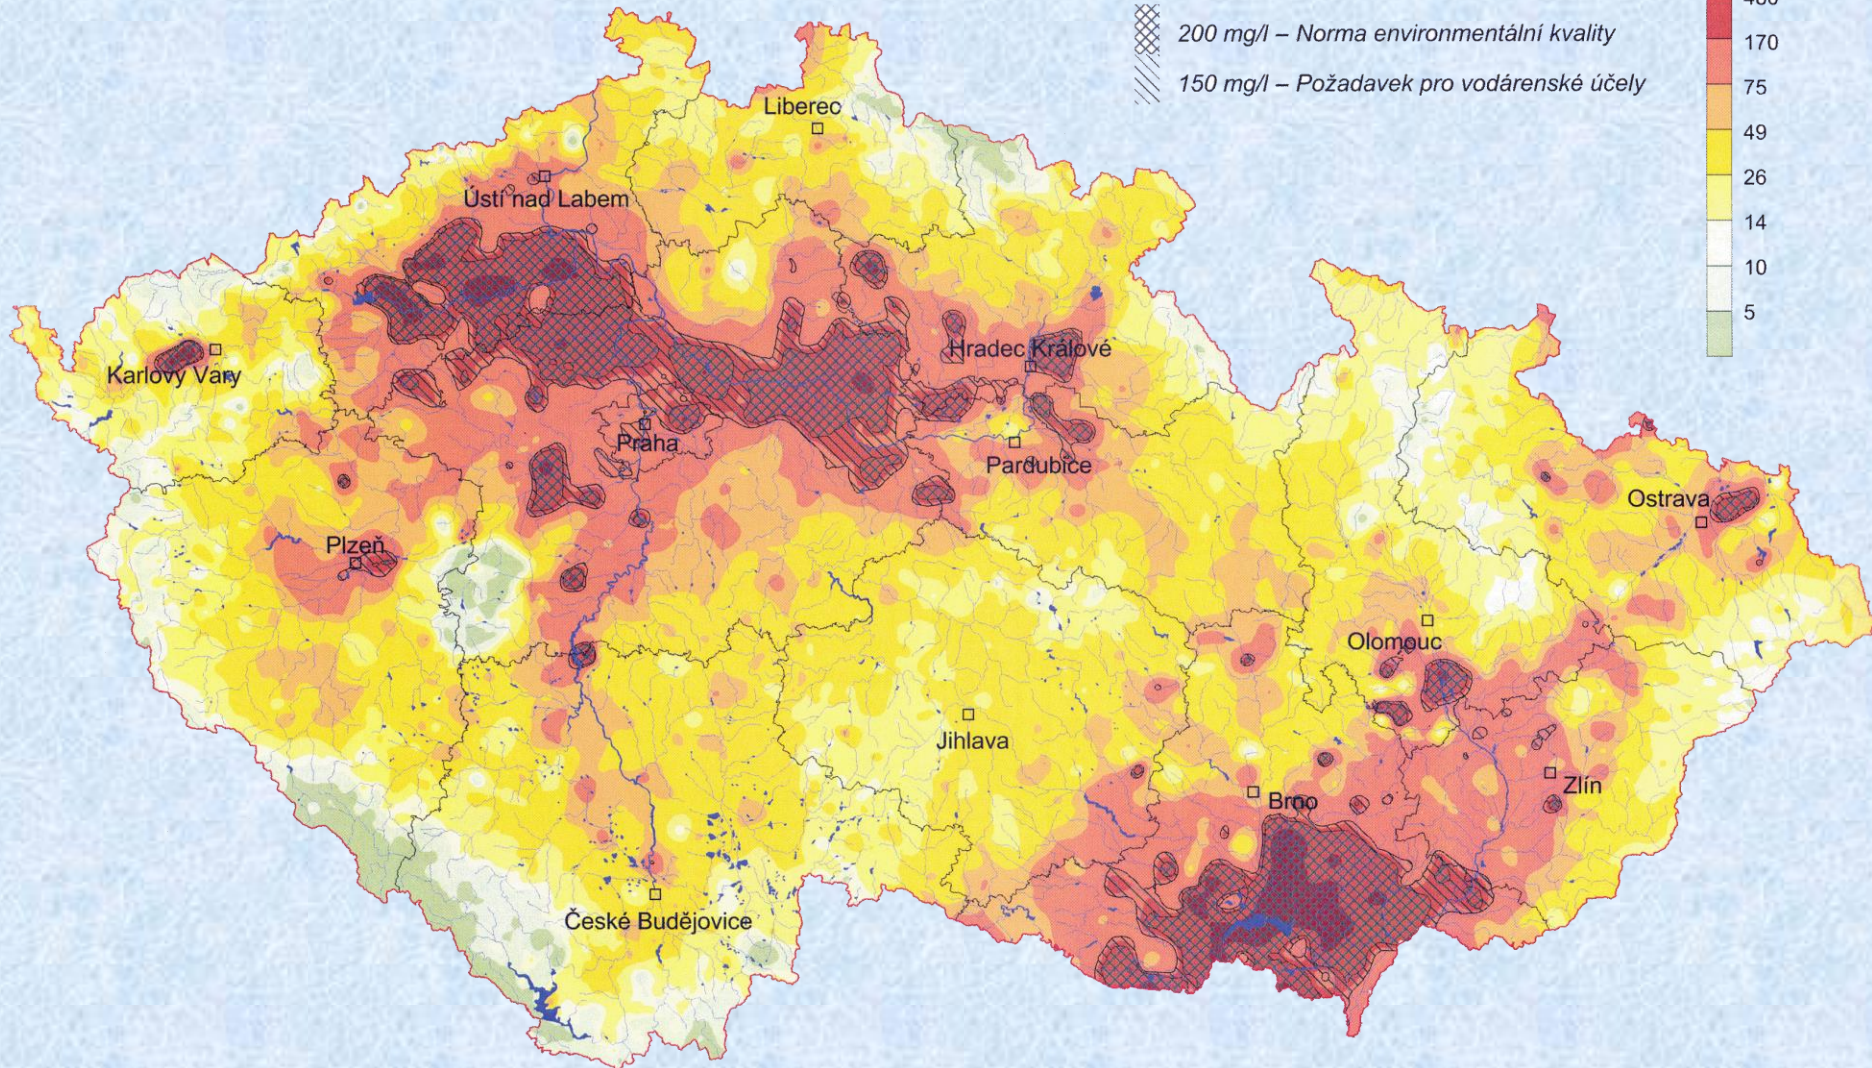 200 mg/l – Norma environmentální kvality
150 mg/l – Požadavek pro vodárenské účely
170
75
49
26
14
10
5
Liberec
Ústí nad Labem
Karlovy Vary
Hradec Králové
Praha
Pardubice
Ostrava
Plzeň
Olomouc
Jihlava
Zlín
Brno
České Budějovice